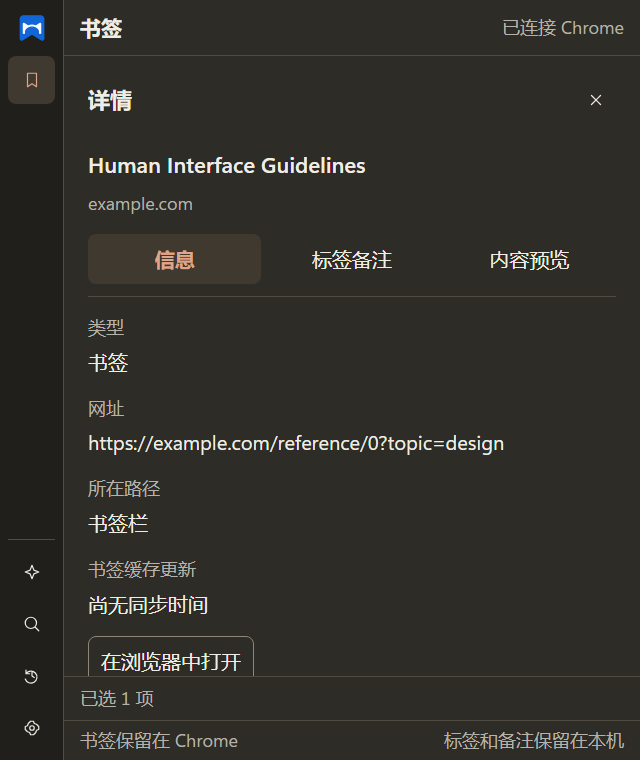 书签
已连接 Chrome
详情
Human Interface Guidelines
example.com
信息
标签备注
内容预览
类型
书签
网址
https://example.com/reference/0?topic=design
所在路径
书签栏
书签缓存更新
尚无同步时间
在浏览器中打开
已选 1 项
书签保留在 Chrome
标签和备注保留在本机